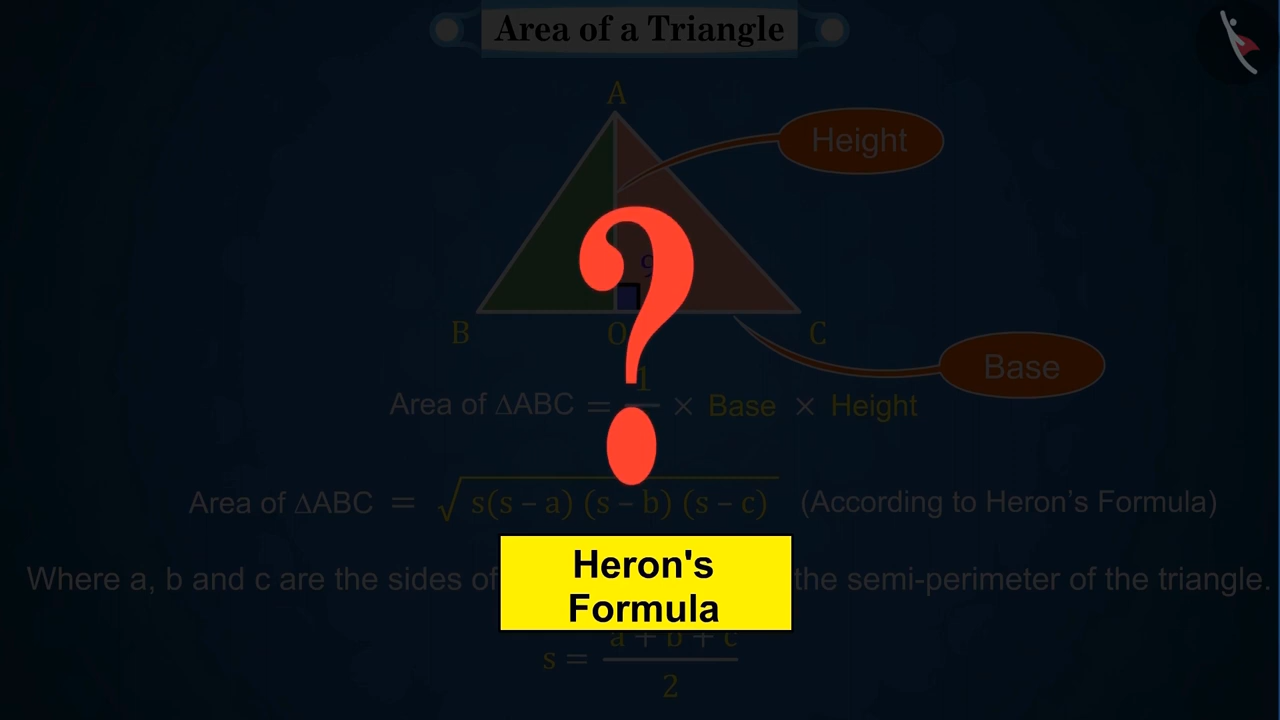 Area of a Triangle
A
Height
B
O
C
Base
Area of ΔABC = 1 × Base × Height
Area of ΔABC = √s(s – a) (s – b) (s – c) (According to Heron's Formula)
Where a, b and c are the sides of the semi-perimeter of the triangle.
?
Heron's
Formula
s = a + b + c
2